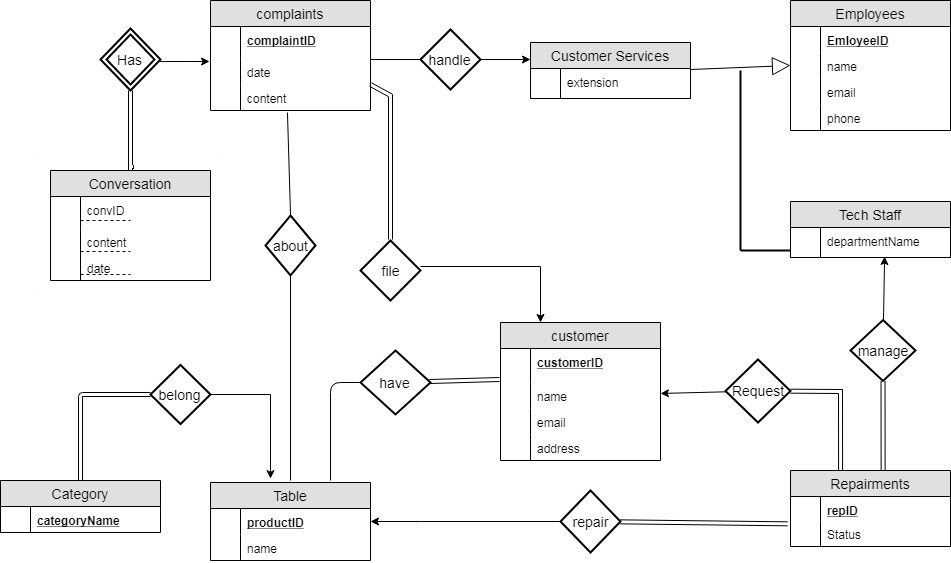 complaints
complaintID
date
content
Has
handle
Customer Services
extension
Employees
EmloyeeID
name
email
phone
Conversation
convID
content
date
about
file
Tech Staff
departmentName
customer
customerID
name
email
address
have
manage
Request
belong
Category
categoryName
Table
productID
name
repair
Repairments
repID
Status